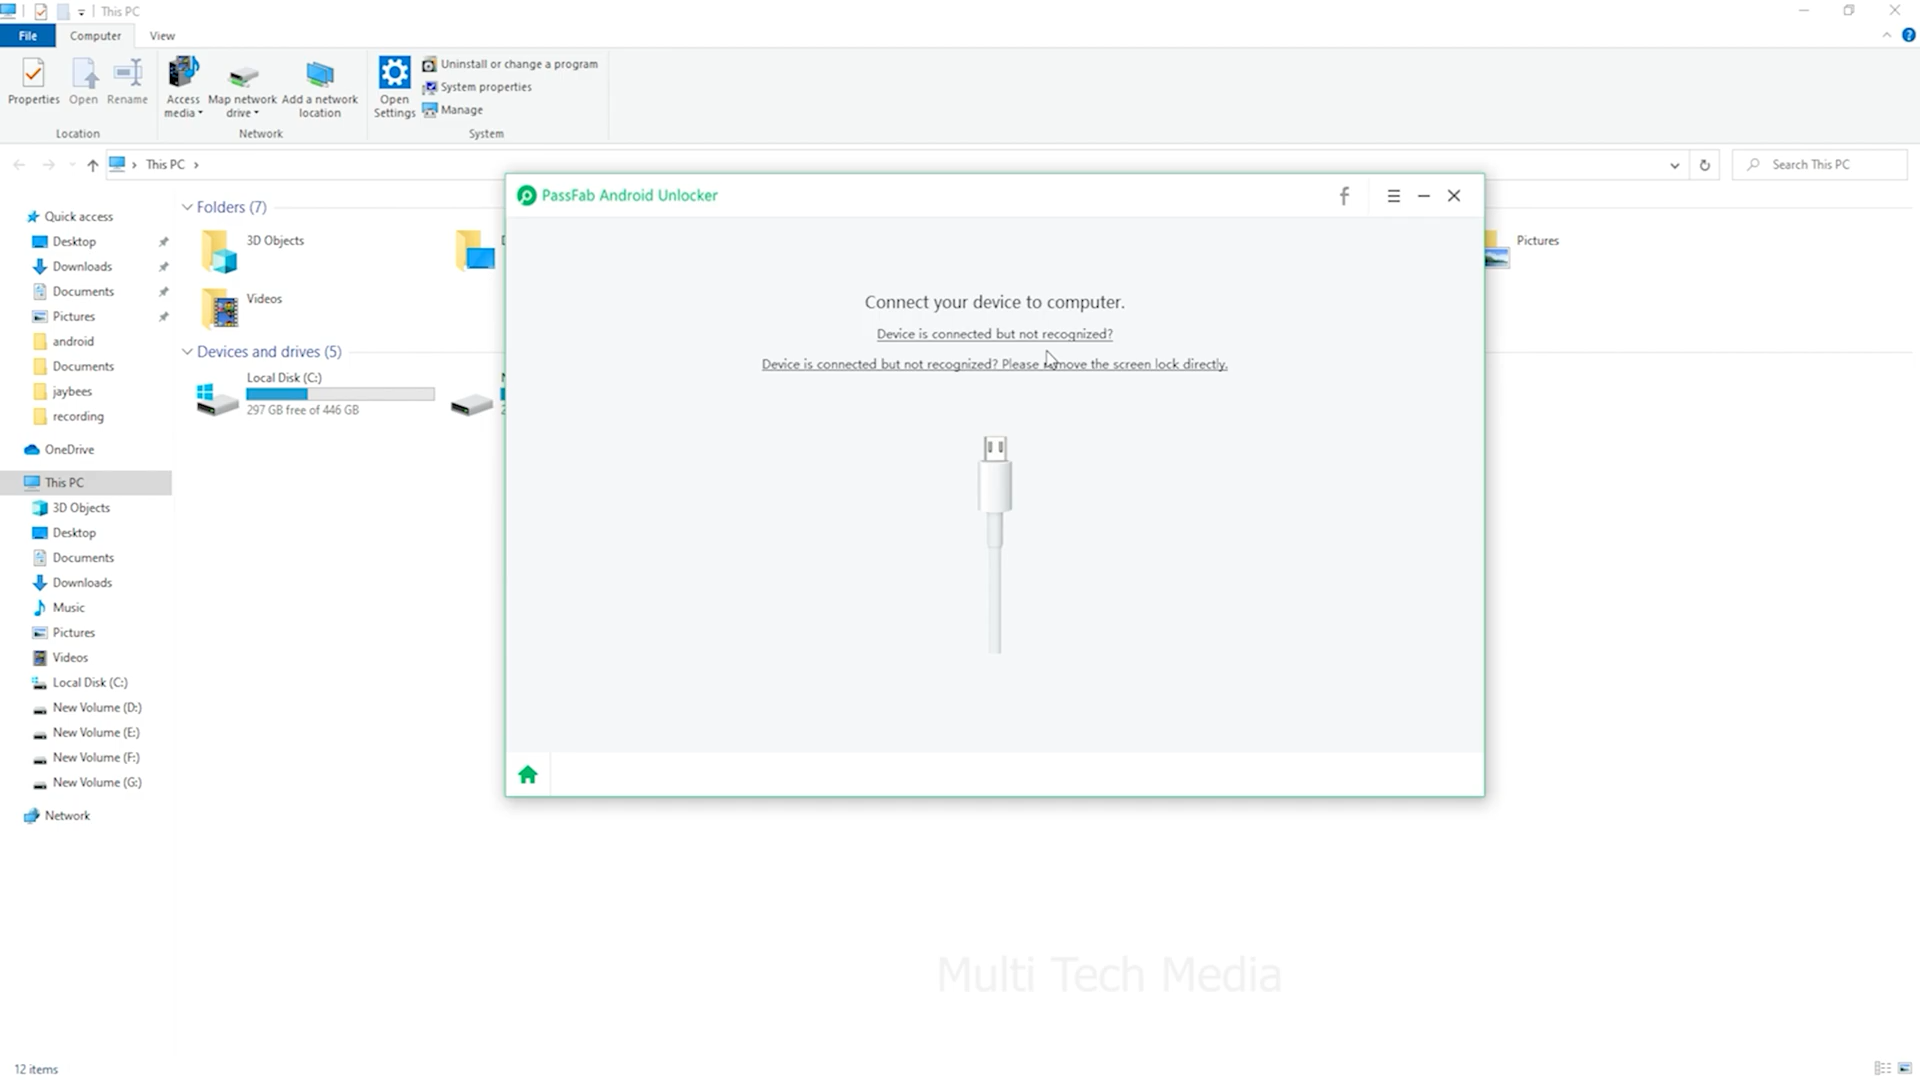 This PC
File
Computer
View
Properties
Open
Rename
Access media
Map network drive
Add a network location
Open Settings
Uninstall or change a program
System properties
Manage
Location
Network
System
This PC
Search This PC
Quick access
Desktop
Downloads
Documents
Pictures
android
Documents
jaybees
recording
OneDrive
This PC
3D Objects
Desktop
Documents
Downloads
Music
Pictures
Videos
Local Disk (C:)
New Volume (D:)
New Volume (E:)
New Volume (F:)
New Volume (G:)
Network
Folders (7)
3D Objects
Videos
Pictures
Devices and drives (5)
Local Disk (C:)
297 GB free of 446 GB
PassFab Android Unlocker
Connect your device to computer.
Device is connected but not recognized?
Device is connected but not recognized? Please remove the screen lock directly.
Multi Tech Media
12 items